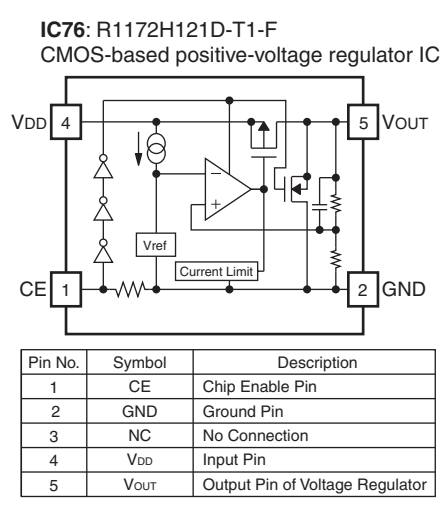 IC76: R1172H121D-T1-F
CMOS-based positive-voltage regulator IC
VDD 4
5 VOUT
−
+
Vref
Current Limit
CE 1
2 GND
Pin No. Symbol Description
1 CE Chip Enable Pin
2 GND Ground Pin
3 NC No Connection
4 VDD Input Pin
5 VOUT Output Pin of Voltage Regulator